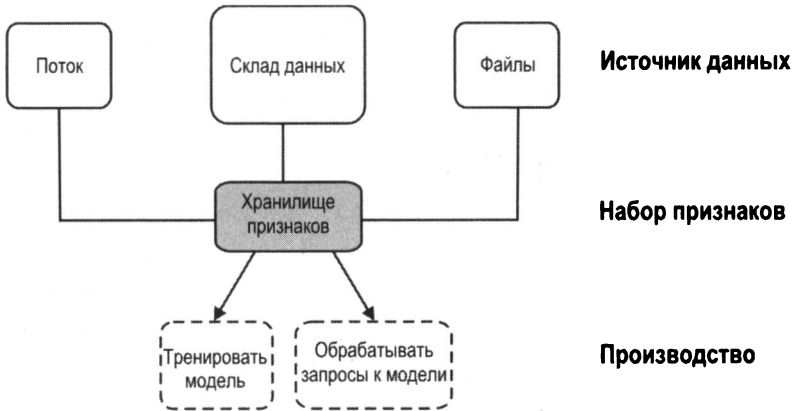 Поток
Склад данных
Файлы
Источник данных
Хранилище
признаков
Набор признаков
Тренировать
модель
Обрабатывать
запросы к модели
Производство